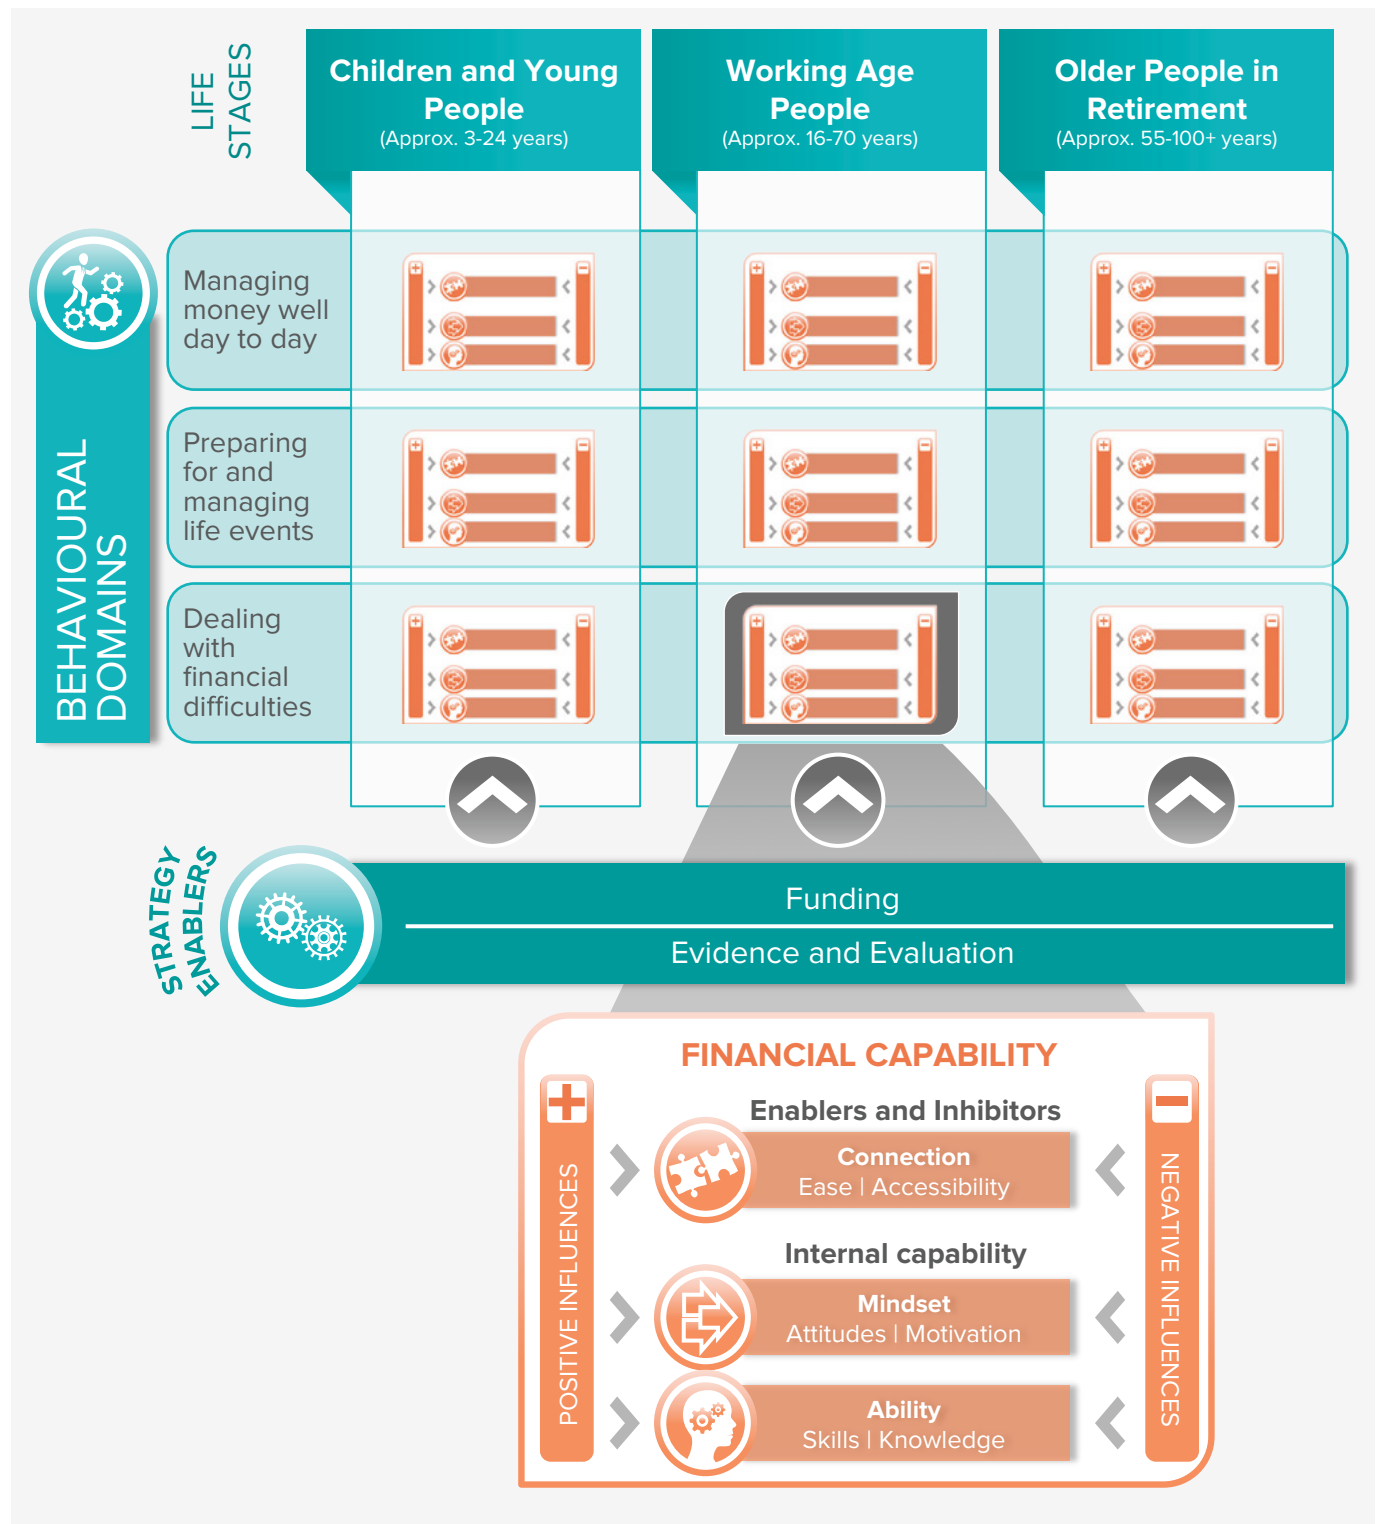 LIFE
STAGES
Children and Young
People
(Approx. 3-24 years)
Working Age
People
(Approx. 16-70 years)
Older People in
Retirement
(Approx. 55-100+ years)
BEHAVIOURAL
DOMAINS
Managing
money well
day to day
Preparing
for and
managing
life events
Dealing
with
financial
difficulties
STRATEGY
ENABLERS
Funding
Evidence and Evaluation
FINANCIAL CAPABILITY
POSITIVE INFLUENCES
Enablers and Inhibitors
Connection
Ease | Accessibility
Internal capability
Mindset
Attitudes | Motivation
Ability
Skills | Knowledge
NEGATIVE INFLUENCES